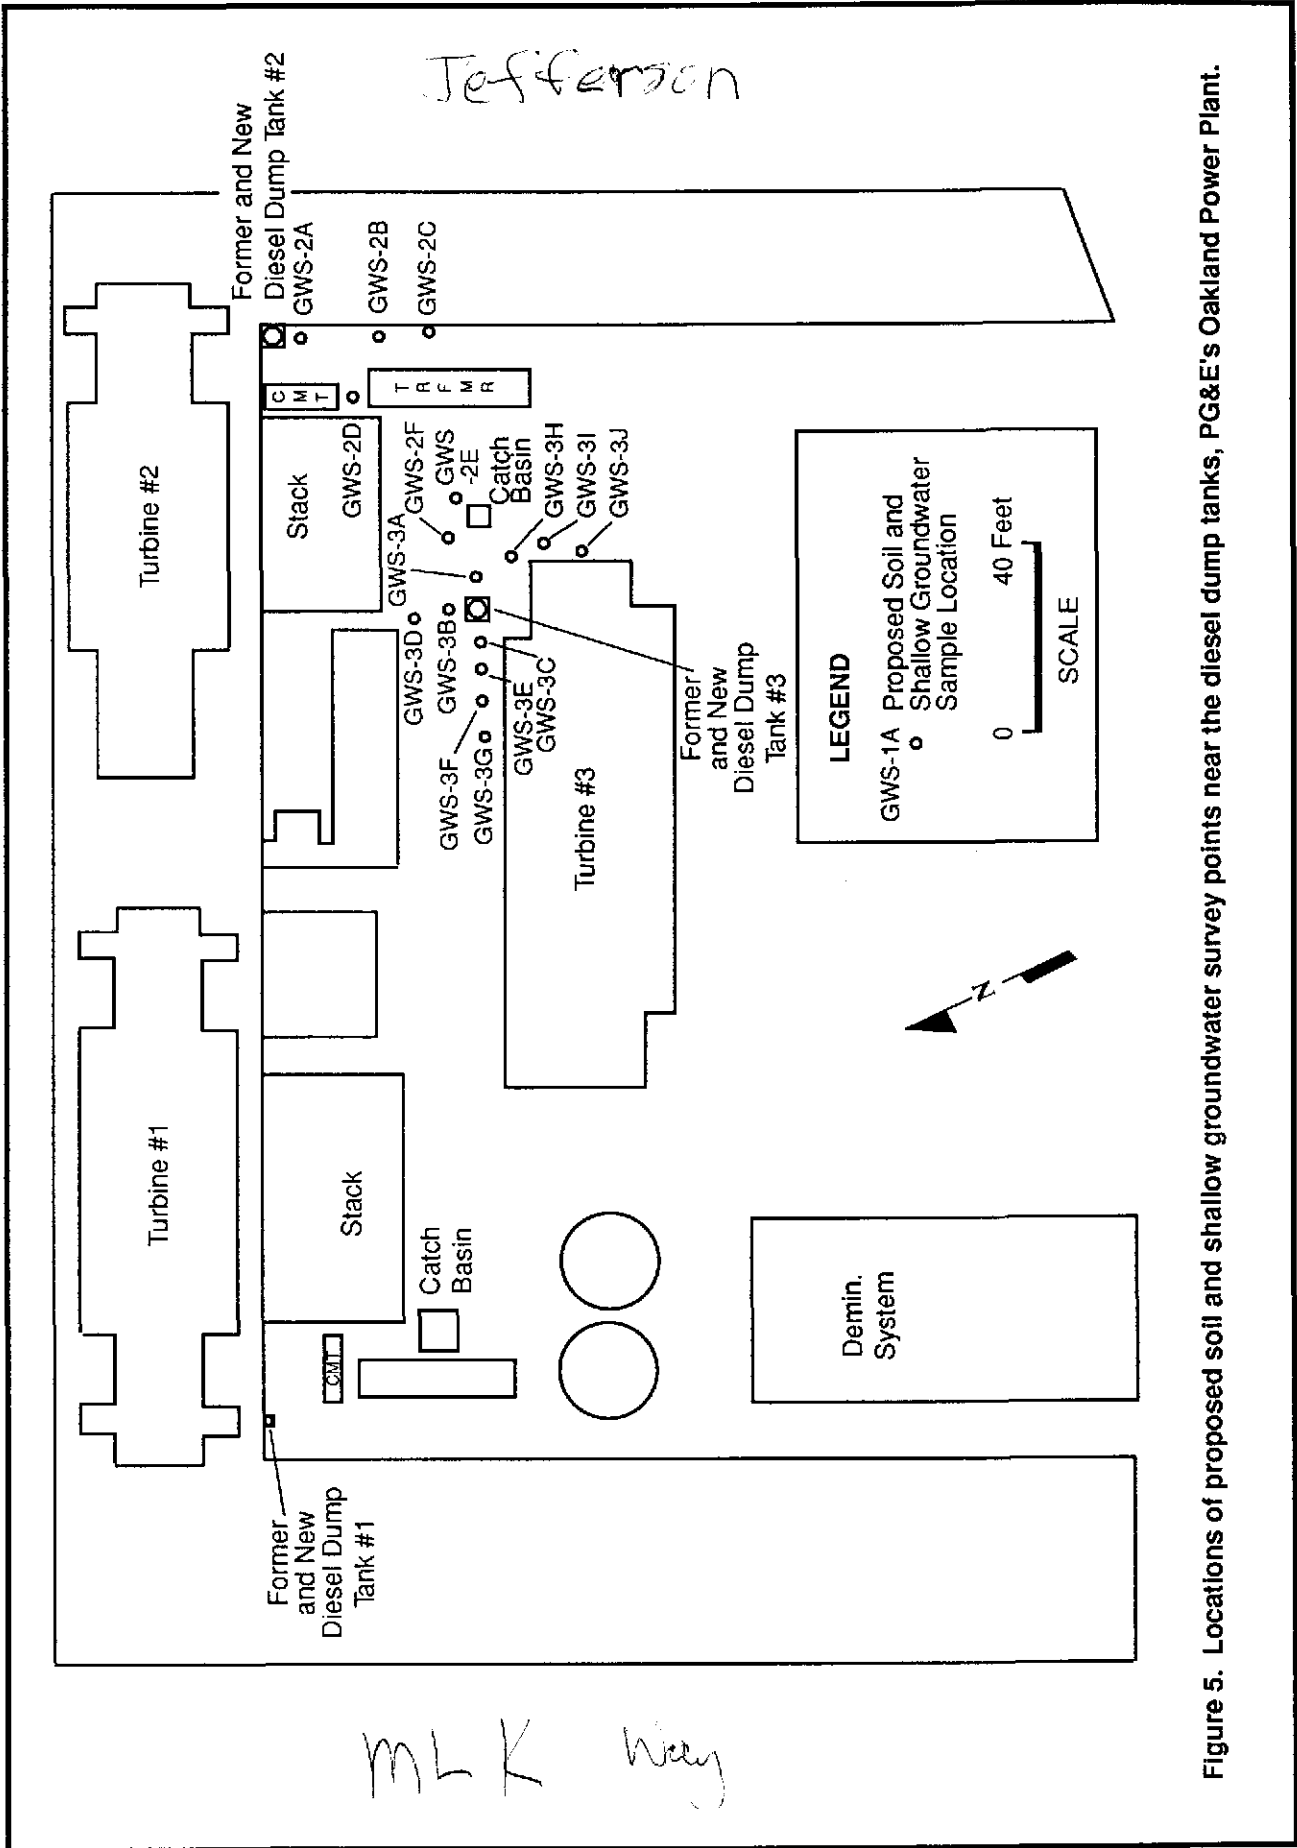 Jefferson
Former and New
Diesel Dump Tank #2
GWS-2A
GWS-2B
GWS-2C
Turbine #2
C M T
T R F M R
Stack
GWS-2D
GWS-2F
GWS
-2E
Catch
Basin
GWS-3H
GWS-3I
GWS-3J
GWS-3A
GWS-3D
GWS-3B
GWS-3C
GWS-3E
GWS-3F
GWS-3G
Former
and New
Diesel Dump
Tank #3
Turbine #3
Turbine #1
Stack
Catch
Basin
CMT
Former
and New
Diesel Dump
Tank #1
Demin.
System
N
LEGEND
GWS-1A Proposed Soil and
Shallow Groundwater
Sample Location
0 40 Feet
SCALE
MLK Way
Figure 5. Locations of proposed soil and shallow groundwater survey points near the diesel dump tanks, PG&E's Oakland Power Plant.